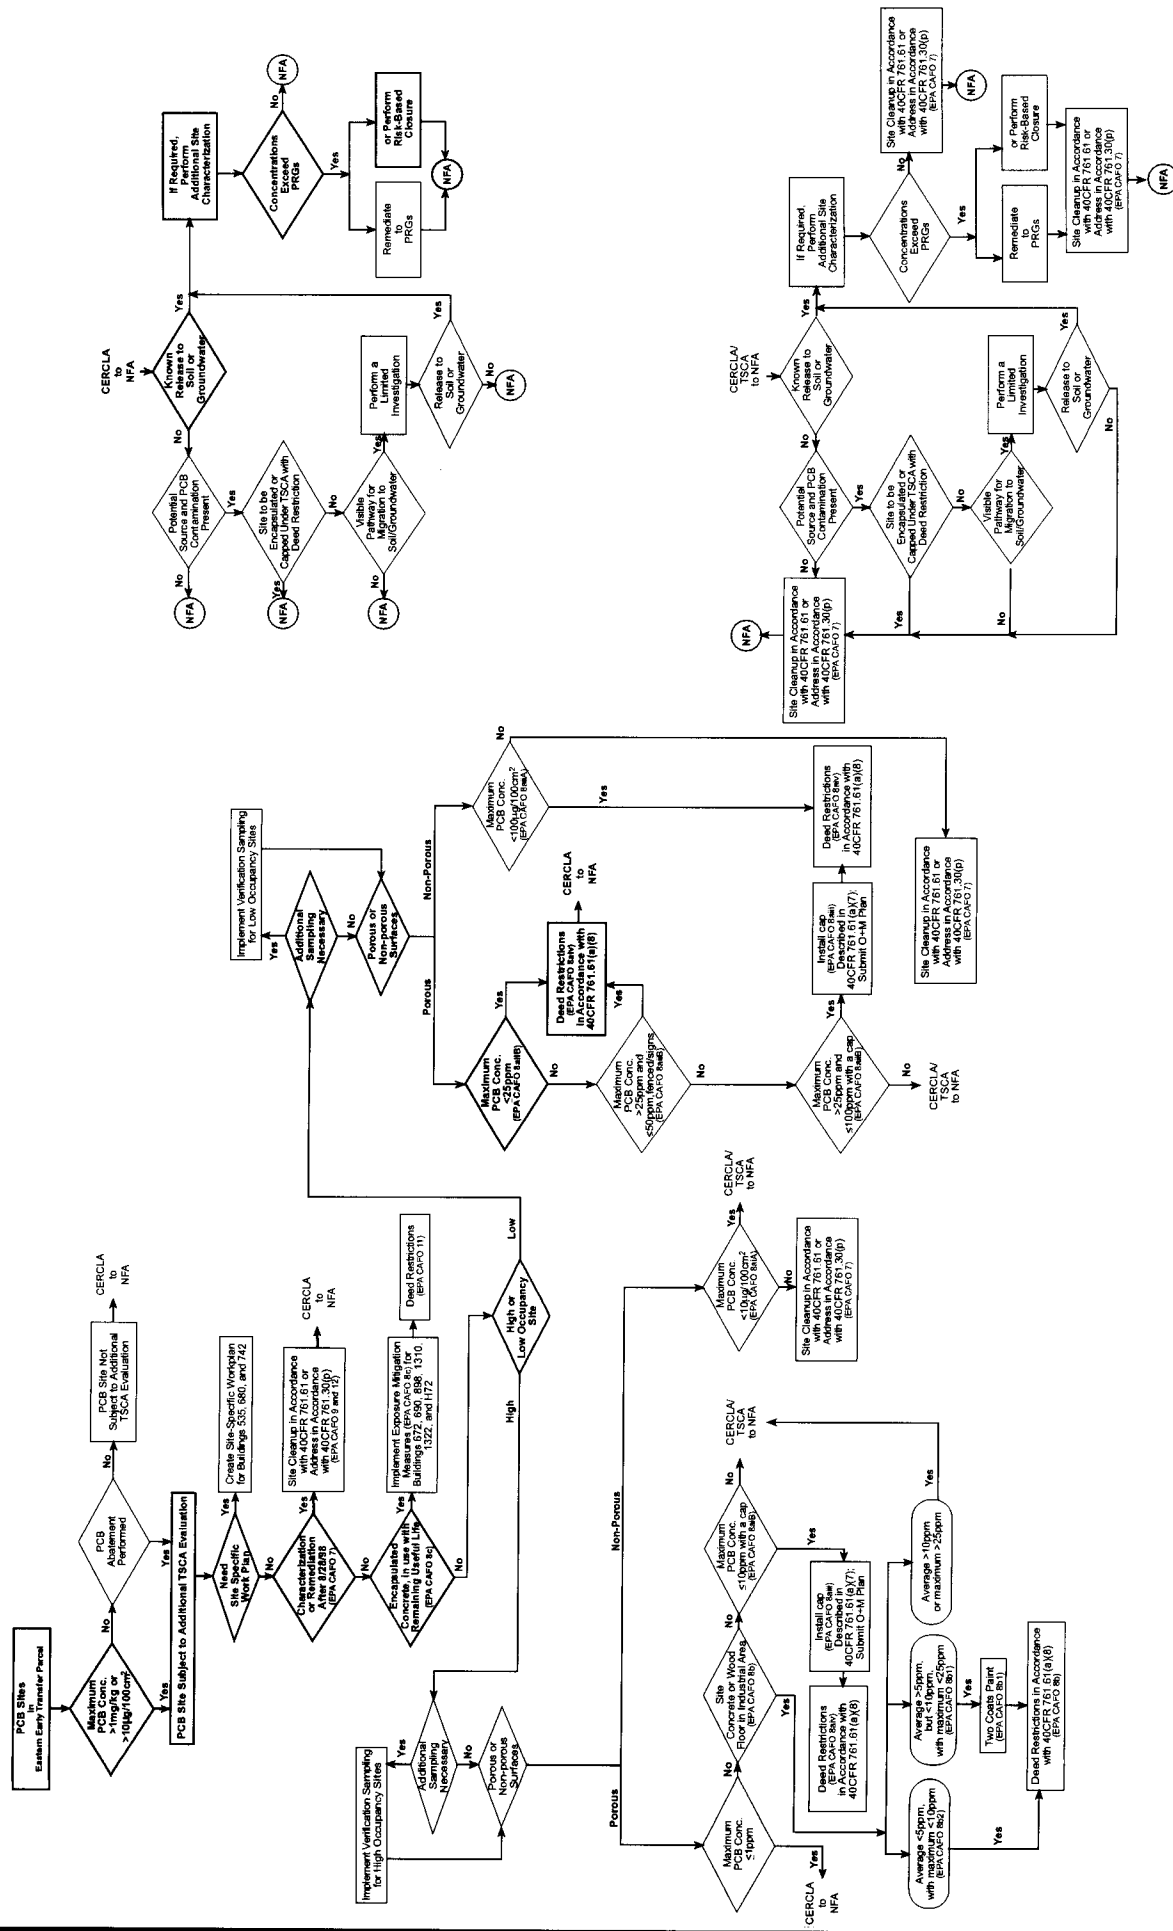 PCB Sites
in
Eastern Early Transfer Parcel
Maximum
PCB Conc.
>1mg/kg or
>10µg/100cm²
No
Yes
PCB
Abatement
Performed
No
Yes
PCB Site Not
Subject to Additional
TSCA Evaluation
CERCLA
to
NFA
PCB Site Subject to Additional TSCA Evaluation
Need
Site Specific
Work Plan
Yes
No
Create Site-Specific Workplan
for Buildings 535, 680, and 742
Characterization
or Remediation
After 8/28/98
(EPA CAFO 7)
Yes
No
Site Cleanup in Accordance
with 40CFR 761.61 or
Address in Accordance
with 40CFR 761.30(p)
(EPA CAFO 9 and 12)
CERCLA
to
NFA
Encapsulated
Concrete, in use with
Remaining Useful Life
(EPA CAFO 8c)
Yes
No
Implement Exposure Mitigation
Measures (EPA CAFO 8c) for
Buildings 672, 690, 898, 1310,
1322, and H72
Deed Restrictions
(EPA CAFO 11)
High or
Low Occupancy
Site
High
Low
Implement Verification Sampling
for High Occupancy Sites
Yes
Additional
Sampling
Necessary
No
Porous or
Non-porous
Surfaces
Porous
Non-Porous
Maximum
PCB Conc.
≤1ppm
No
Yes
CERCLA
to
NFA
Site
Concrete or Wood
Floor in Industrial Area
(EPA CAFO 8b)
No
Yes
Maximum
PCB Conc.
≤10ppm with a cap
No
Yes
CERCLA/
TSCA
to NFA
Install cap
Described in
40CFR 761.61(a)(7);
Submit O+M Plan
Deed Restrictions
in Accordance with
40CFR 761.61(a)(8)
Average <5ppm,
with maximum <10ppm
(EPA CAFO 8b2)
Yes
Average >5ppm,
but <10ppm,
with maximum <25ppm
(EPA CAFO 8b1)
Yes
Two Coats Paint
(EPA CAFO 8b1)
Average >10ppm
or maximum >25ppm
Yes
Deed Restrictions in Accordance
with 40CFR 761.61(a)(8)
(EPA CAFO 8b)
Maximum
PCB Conc.
<10µg/100cm²
Yes
No
CERCLA/
TSCA
to NFA
Site Cleanup in Accordance
with 40CFR 761.61 or
Address in Accordance
with 40CFR 761.30(p)
(EPA CAFO 7)
Implement Verification Sampling
for Low Occupancy Sites
Yes
Additional
Sampling
Necessary
No
Porous or
Non-porous
Surfaces
Porous
Non-Porous
Maximum
PCB Conc.
<25ppm
Yes
No
Deed Restrictions
in Accordance with
40CFR 761.61(a)(8)
CERCLA
to
NFA
Maximum
PCB Conc.
>25ppm and
≤50ppm, fenced/signs
Yes
No
Maximum
PCB Conc.
>25ppm and
≤100ppm with a cap
Yes
No
CERCLA/
TSCA
to NFA
Install cap
Described in
40CFR 761.61(a)(7);
Submit O+M Plan
Deed Restrictions
in Accordance with
40CFR 761.61(a)(8)
Maximum
PCB Conc.
<100µg/100cm²
Yes
No
Site Cleanup in Accordance
with 40CFR 761.61 or
Address in Accordance
with 40CFR 761.30(p)
(EPA CAFO 7)
CERCLA
to
NFA
Known
Release to
Soil or
Groundwater
Yes
No
Potential
Source and PCB
Contamination
Present
No
NFA
Yes
Site to be
Encapsulated or
Capped Under TSCA with
Deed Restriction
Yes
NFA
No
Visible
Pathway for
Migration to
Soil/Groundwater
No
NFA
Yes
Perform a
Limited
Investigation
Release to
Soil or
Groundwater
Yes
No
NFA
If Required,
Perform
Additional Site
Characterization
Concentrations
Exceed
PRGs
No
NFA
Yes
Remediate
to
PRGs
or Perform
Risk-Based
Closure
NFA
CERCLA/
TSCA
to NFA
Known
Release to
Soil or
Groundwater
Yes
No
Potential
Source and PCB
Contamination
Present
No
Yes
Site Cleanup in Accordance
with 40CFR 761.61 or
Address in Accordance
with 40CFR 761.30(p)
(EPA CAFO 7)
NFA
Site to be
Encapsulated or
Capped Under TSCA with
Deed Restriction
Yes
No
Visible
Pathway for
Migration to
Soil/Groundwater
No
Yes
Perform a
Limited
Investigation
Release to
Soil or
Groundwater
Yes
No
If Required,
Perform
Additional Site
Characterization
Concentrations
Exceed
PRGs
No
Site Cleanup in Accordance
with 40CFR 761.61 or
Address in Accordance
with 40CFR 761.30(p)
(EPA CAFO 7)
NFA
Yes
Remediate
to
PRGs
or Perform
Risk-Based
Closure
Site Cleanup in Accordance
with 40CFR 761.61 or
Address in Accordance
with 40CFR 761.30(p)
(EPA CAFO 7)
NFA